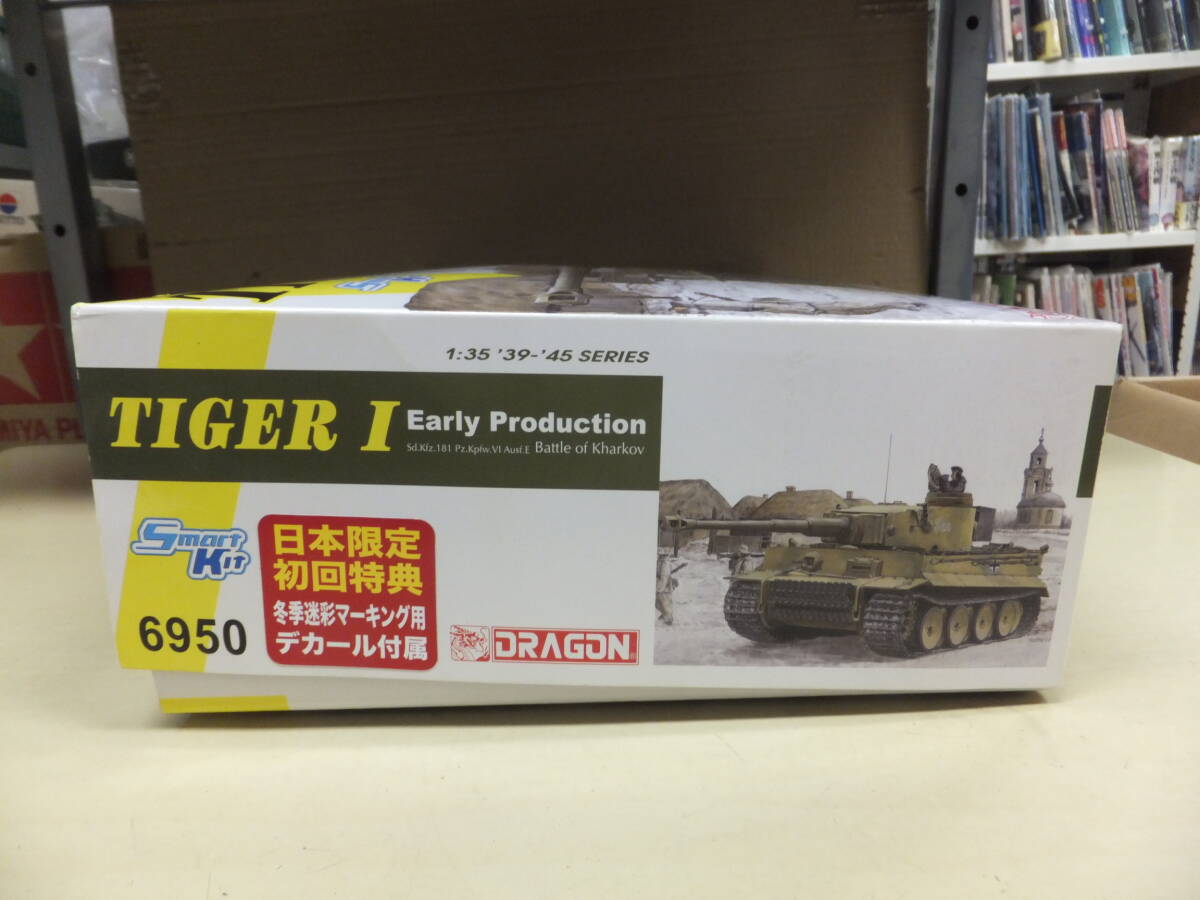 1:35 '39-'45 SERIES
TIGER I
Early Production
Sd.Kfz.181 Pz.Kpfw.VI Ausf.E Battle of Kharkov
Smart
Kit
6950
日本限定
初回特典
冬季迷彩マーキング用
デカール付属
DRAGON
MIYA PL